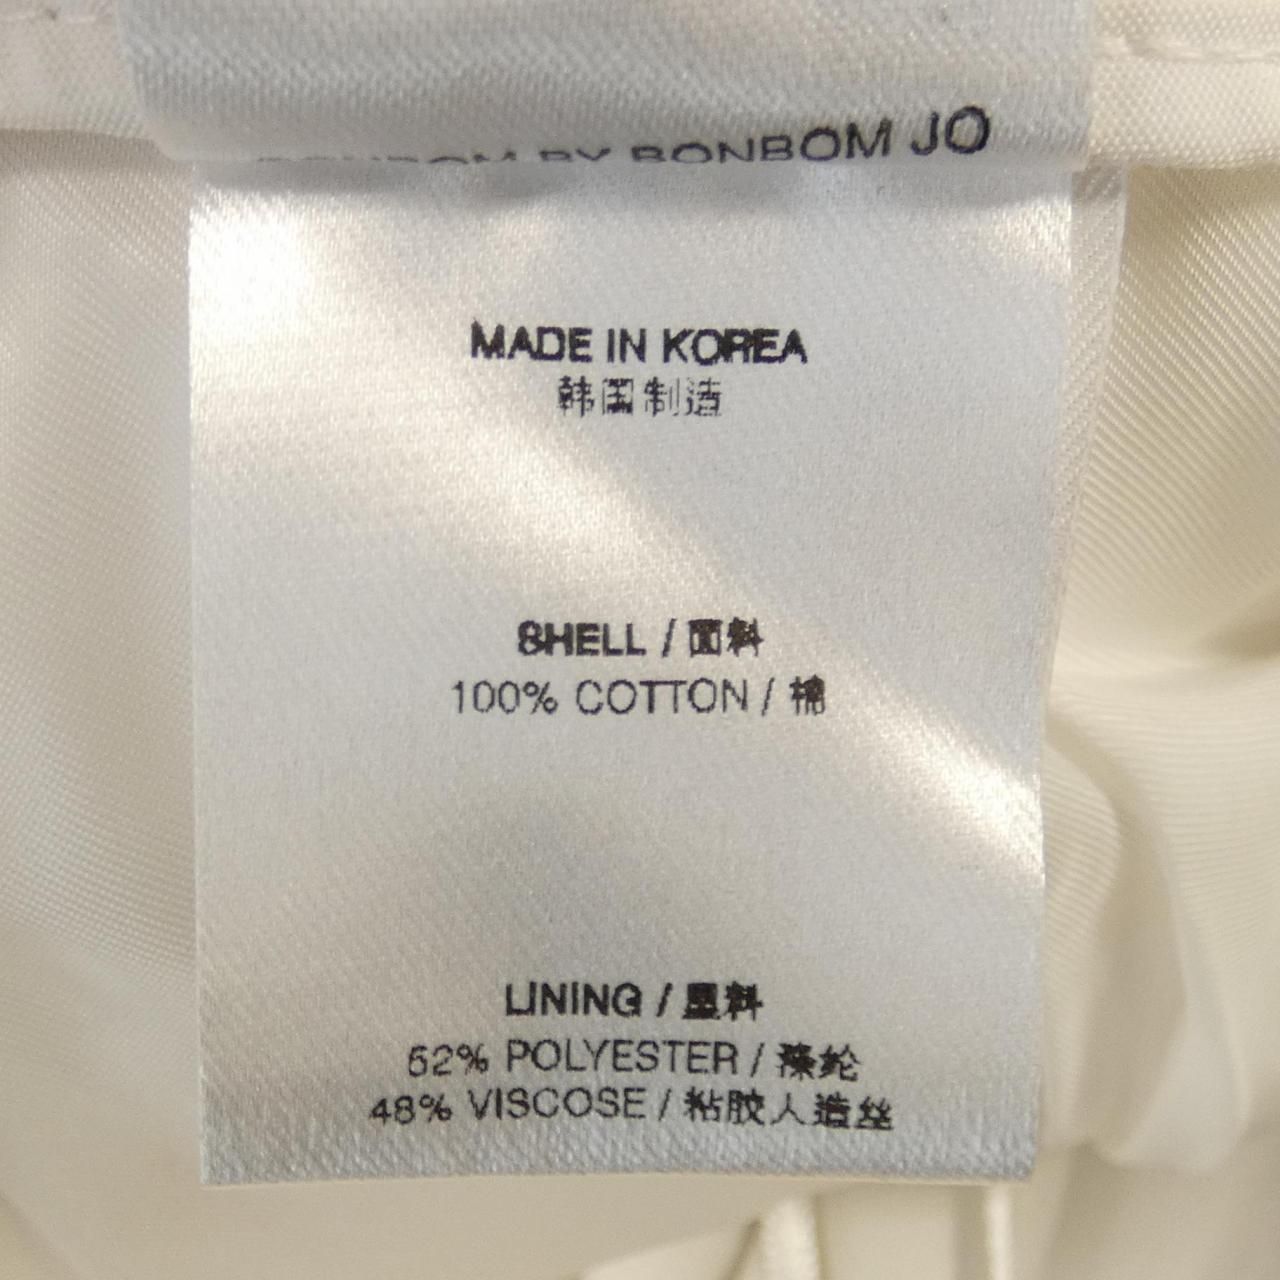 BY BONBOM JO
MADE IN KOREA
韩国制造
SHELL / 面料
100% COTTON / 棉
LINING / 里料
52% POLYESTER / 涤纶
48% VISCOSE / 粘胶人造丝